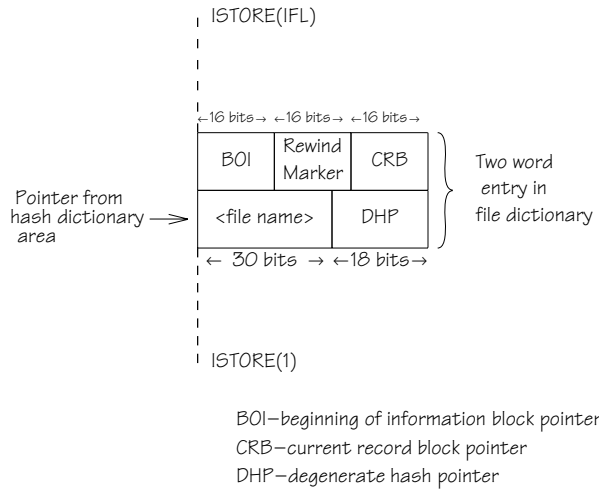 ISTORE(IFL)
←16 bits→ ←16 bits→ ←16 bits→
BOI
Rewind
Marker
CRB
Two word
entry in
file dictionary
Pointer from
hash dictionary
area
<file name>
DHP
← 30 bits → ←18 bits→
ISTORE(1)
BOI–beginning of information block pointer
CRB–current record block pointer
DHP–degenerate hash pointer